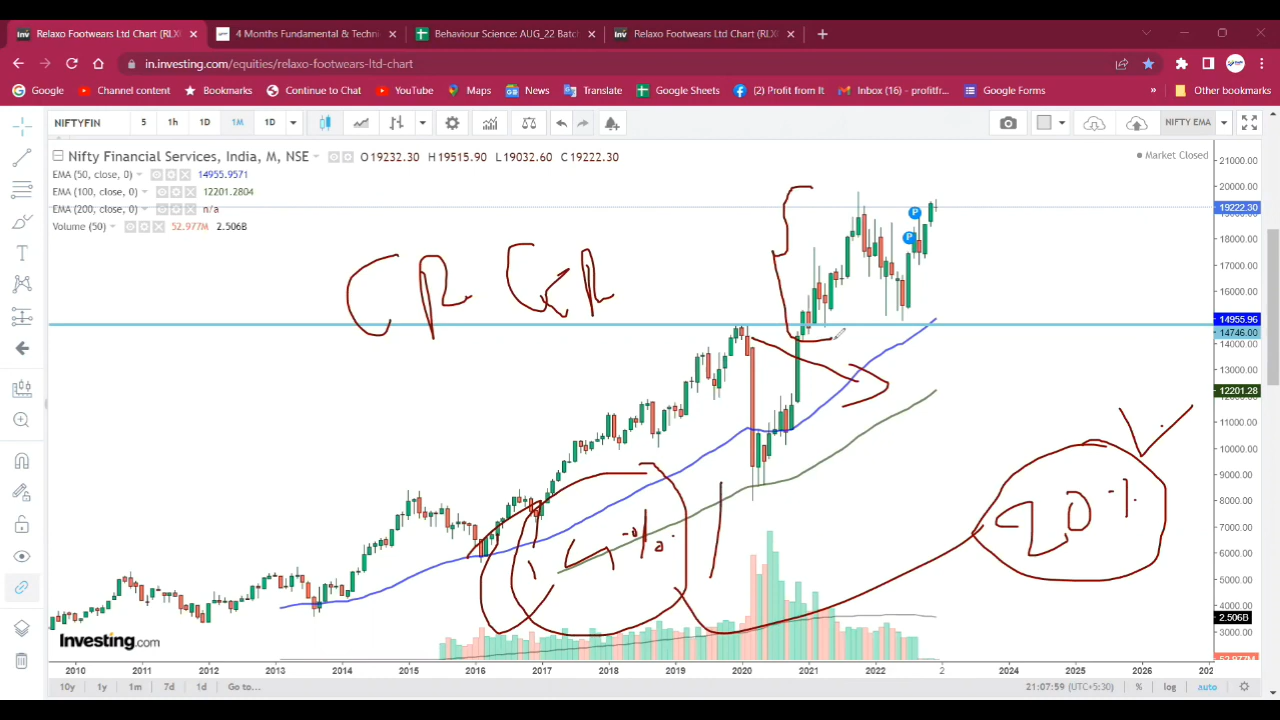 Relaxo Footwears Ltd Chart (RLX
4 Months Fundamental & Techni
Behaviour Science: AUG_22 Batch
Relaxo Footwears Ltd Chart (RLX
in.investing.com/equities/relaxo-footwears-ltd-chart
Google
Channel content
Bookmarks
Continue to Chat
YouTube
Maps
News
Translate
Google Sheets
(2) Profit from It
Inbox (16) - profitfr...
Google Forms
»
Other bookmarks
NIFTYFIN
5
1h
1D
1M
1D
NIFTY EMA
Nifty Financial Services, India, M, NSE
O19232.30 H19515.90 L19032.60 C19222.30
Market Closed
EMA (50, close, 0)
14955.9571
EMA (100, close, 0)
12201.2804
EMA (200, close, 0)
n/a
Volume (50)
52.977M
2.506B
P
P
21000.00
20000.00
19222.30
18000.00
17000.00
16000.00
14955.96
14746.00
14000.00
13000.00
12201.28
11000.00
10000.00
9000.00
8000.00
7000.00
6000.00
5000.00
4000.00
2.506B
3000.00
52.977M
Investing.com
2010
2011
2012
2013
2014
2015
2016
2017
2018
2019
2020
2021
2022
2
2024
2025
2026
202
10y
1y
1m
7d
1d
Go to...
21:07:59 (UTC+5:30)
%
log
auto